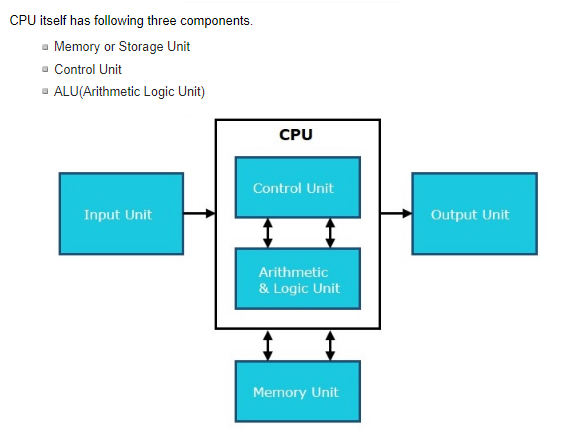 CPU itself has following three components.
Memory or Storage Unit
Control Unit
ALU(Arithmetic Logic Unit)
CPU
Control Unit
Input Unit
Output Unit
Arithmetic
& Logic Unit
Memory Unit